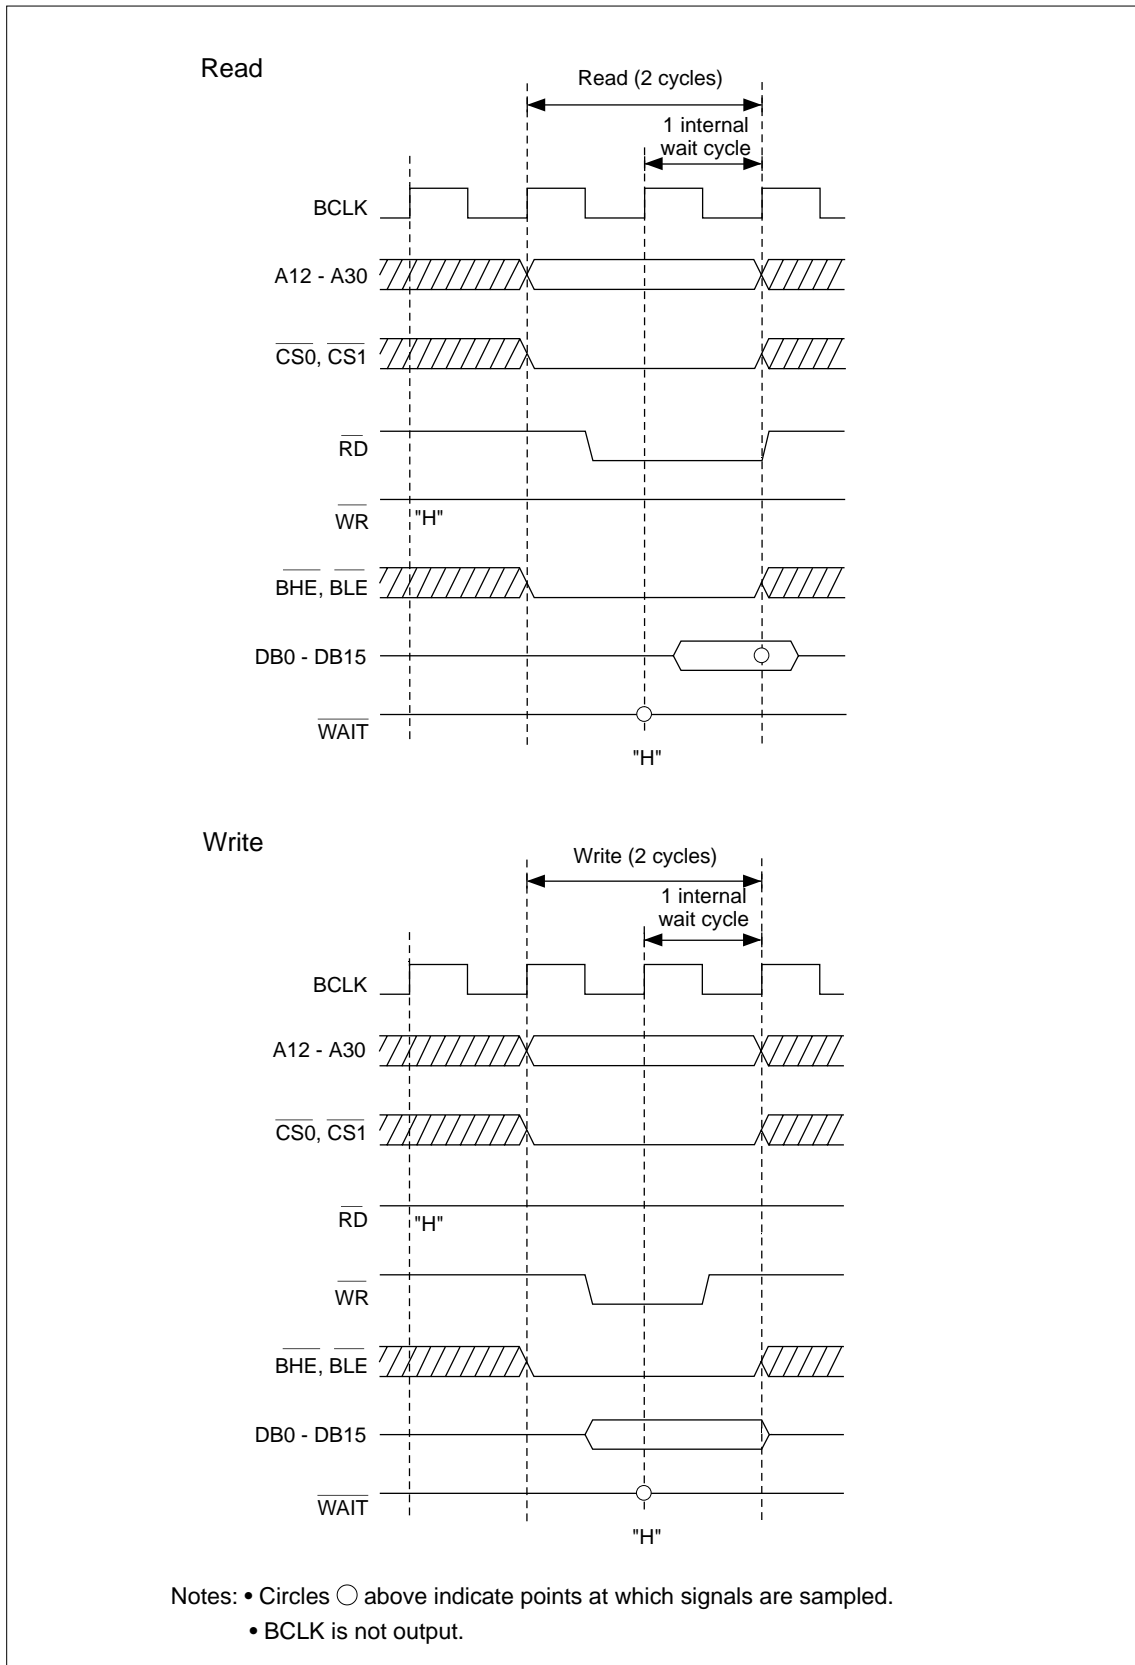 Read
Read (2 cycles)
1 internal
wait cycle
BCLK
A12 - A30
CS0, CS1
RD
WR
"H"
BHE, BLE
DB0 - DB15
WAIT
"H"
Write
Write (2 cycles)
1 internal
wait cycle
BCLK
A12 - A30
CS0, CS1
RD
"H"
WR
BHE, BLE
DB0 - DB15
WAIT
"H"
Notes: • Circles ○ above indicate points at which signals are sampled.
• BCLK is not output.